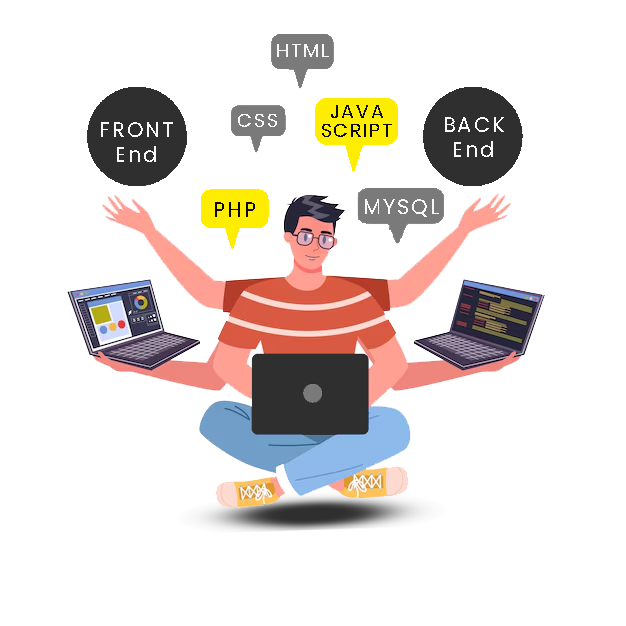 HTML
FRONT
End
CSS
JAVA
SCRIPT
BACK
End
PHP
MYSQL